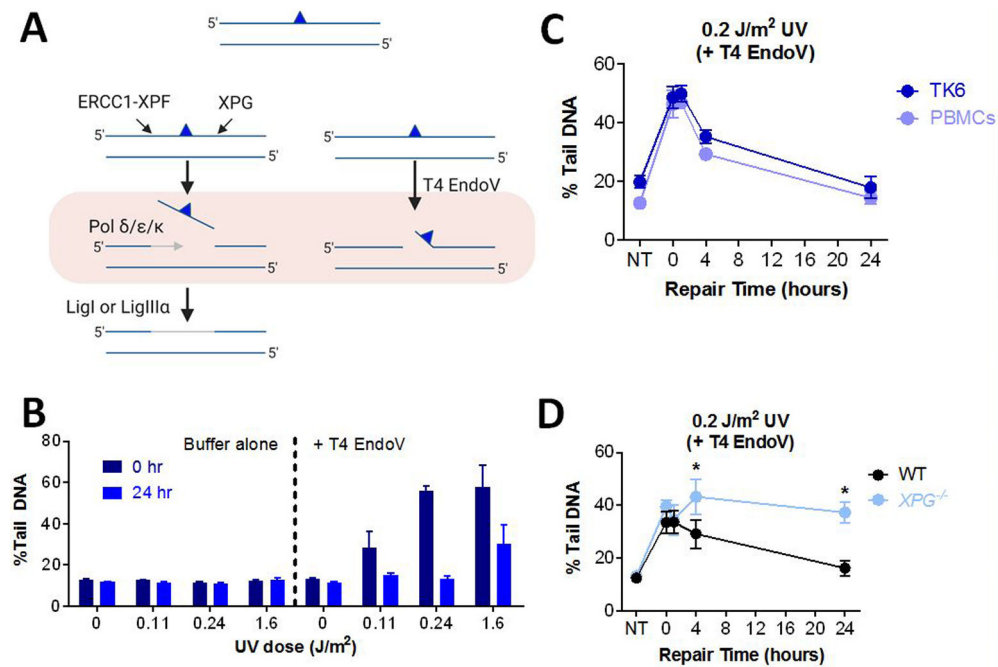 A
5'
5'
ERCC1-XPF
XPG
5'
5'
5'
5'
T4 EndoV
Pol δ/ε/κ
5'
5'
5'
5'
LigI or LigIIIα
5'
5'
B
Buffer alone
+ T4 EndoV
0 hr
24 hr
%Tail DNA
80
60
40
20
0
0
0.11
0.24
1.6
0
0.11
0.24
1.6
UV dose (J/m²)
C
0.2 J/m² UV
(+ T4 EndoV)
TK6
PBMCs
% Tail DNA
60
40
20
0
NT
0
4
8
12
16
20
24
Repair Time (hours)
D
0.2 J/m² UV
(+ T4 EndoV)
WT
XPG⁻/⁻
*
*
% Tail DNA
60
40
20
0
NT
0
4
8
12
16
20
24
Repair Time (hours)